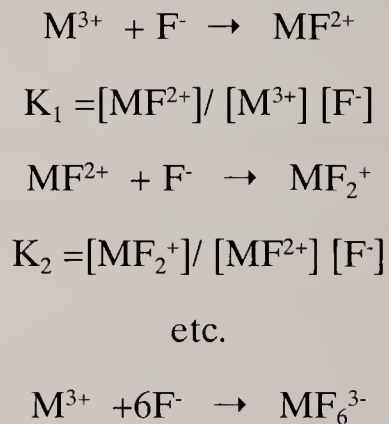 M³⁺ + F⁻ → MF²⁺
K₁ =[MF²⁺]/ [M³⁺] [F⁻]
MF²⁺ + F⁻ → MF₂⁺
K₂ =[MF₂⁺]/ [MF²⁺] [F⁻]
etc.
M³⁺ +6F⁻ → MF₆³⁻